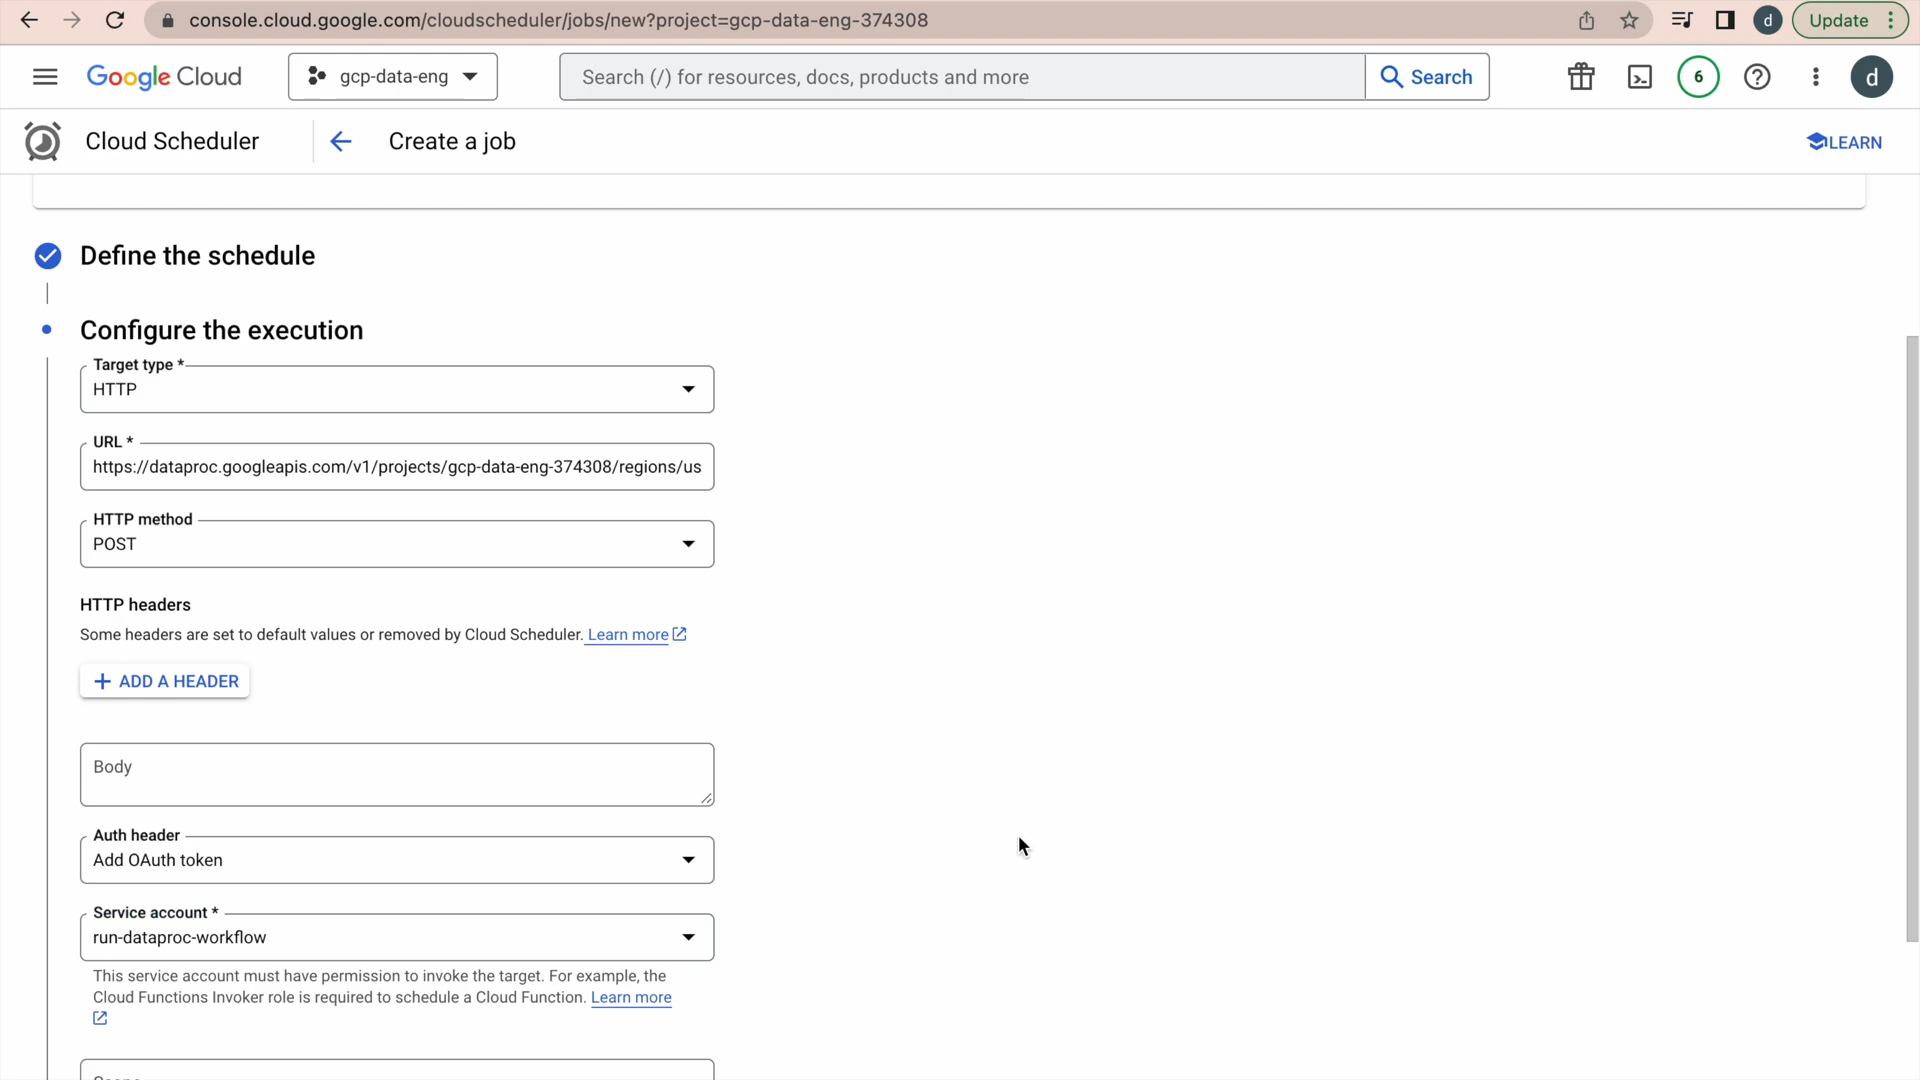 console.cloud.google.com/cloudscheduler/jobs/new?project=gcp-data-eng-374308
d
Update
Google Cloud
gcp-data-eng
Search (/) for resources, docs, products and more
Search
6
d
Cloud Scheduler
Create a job
LEARN
Define the schedule
Configure the execution
Target type *
HTTP
URL *
https://dataproc.googleapis.com/v1/projects/gcp-data-eng-374308/regions/us
HTTP method
POST
HTTP headers
Some headers are set to default values or removed by Cloud Scheduler. Learn more
+ ADD A HEADER
Body
Auth header
Add OAuth token
Service account *
run-dataproc-workflow
This service account must have permission to invoke the target. For example, the
Cloud Functions Invoker role is required to schedule a Cloud Function. Learn more